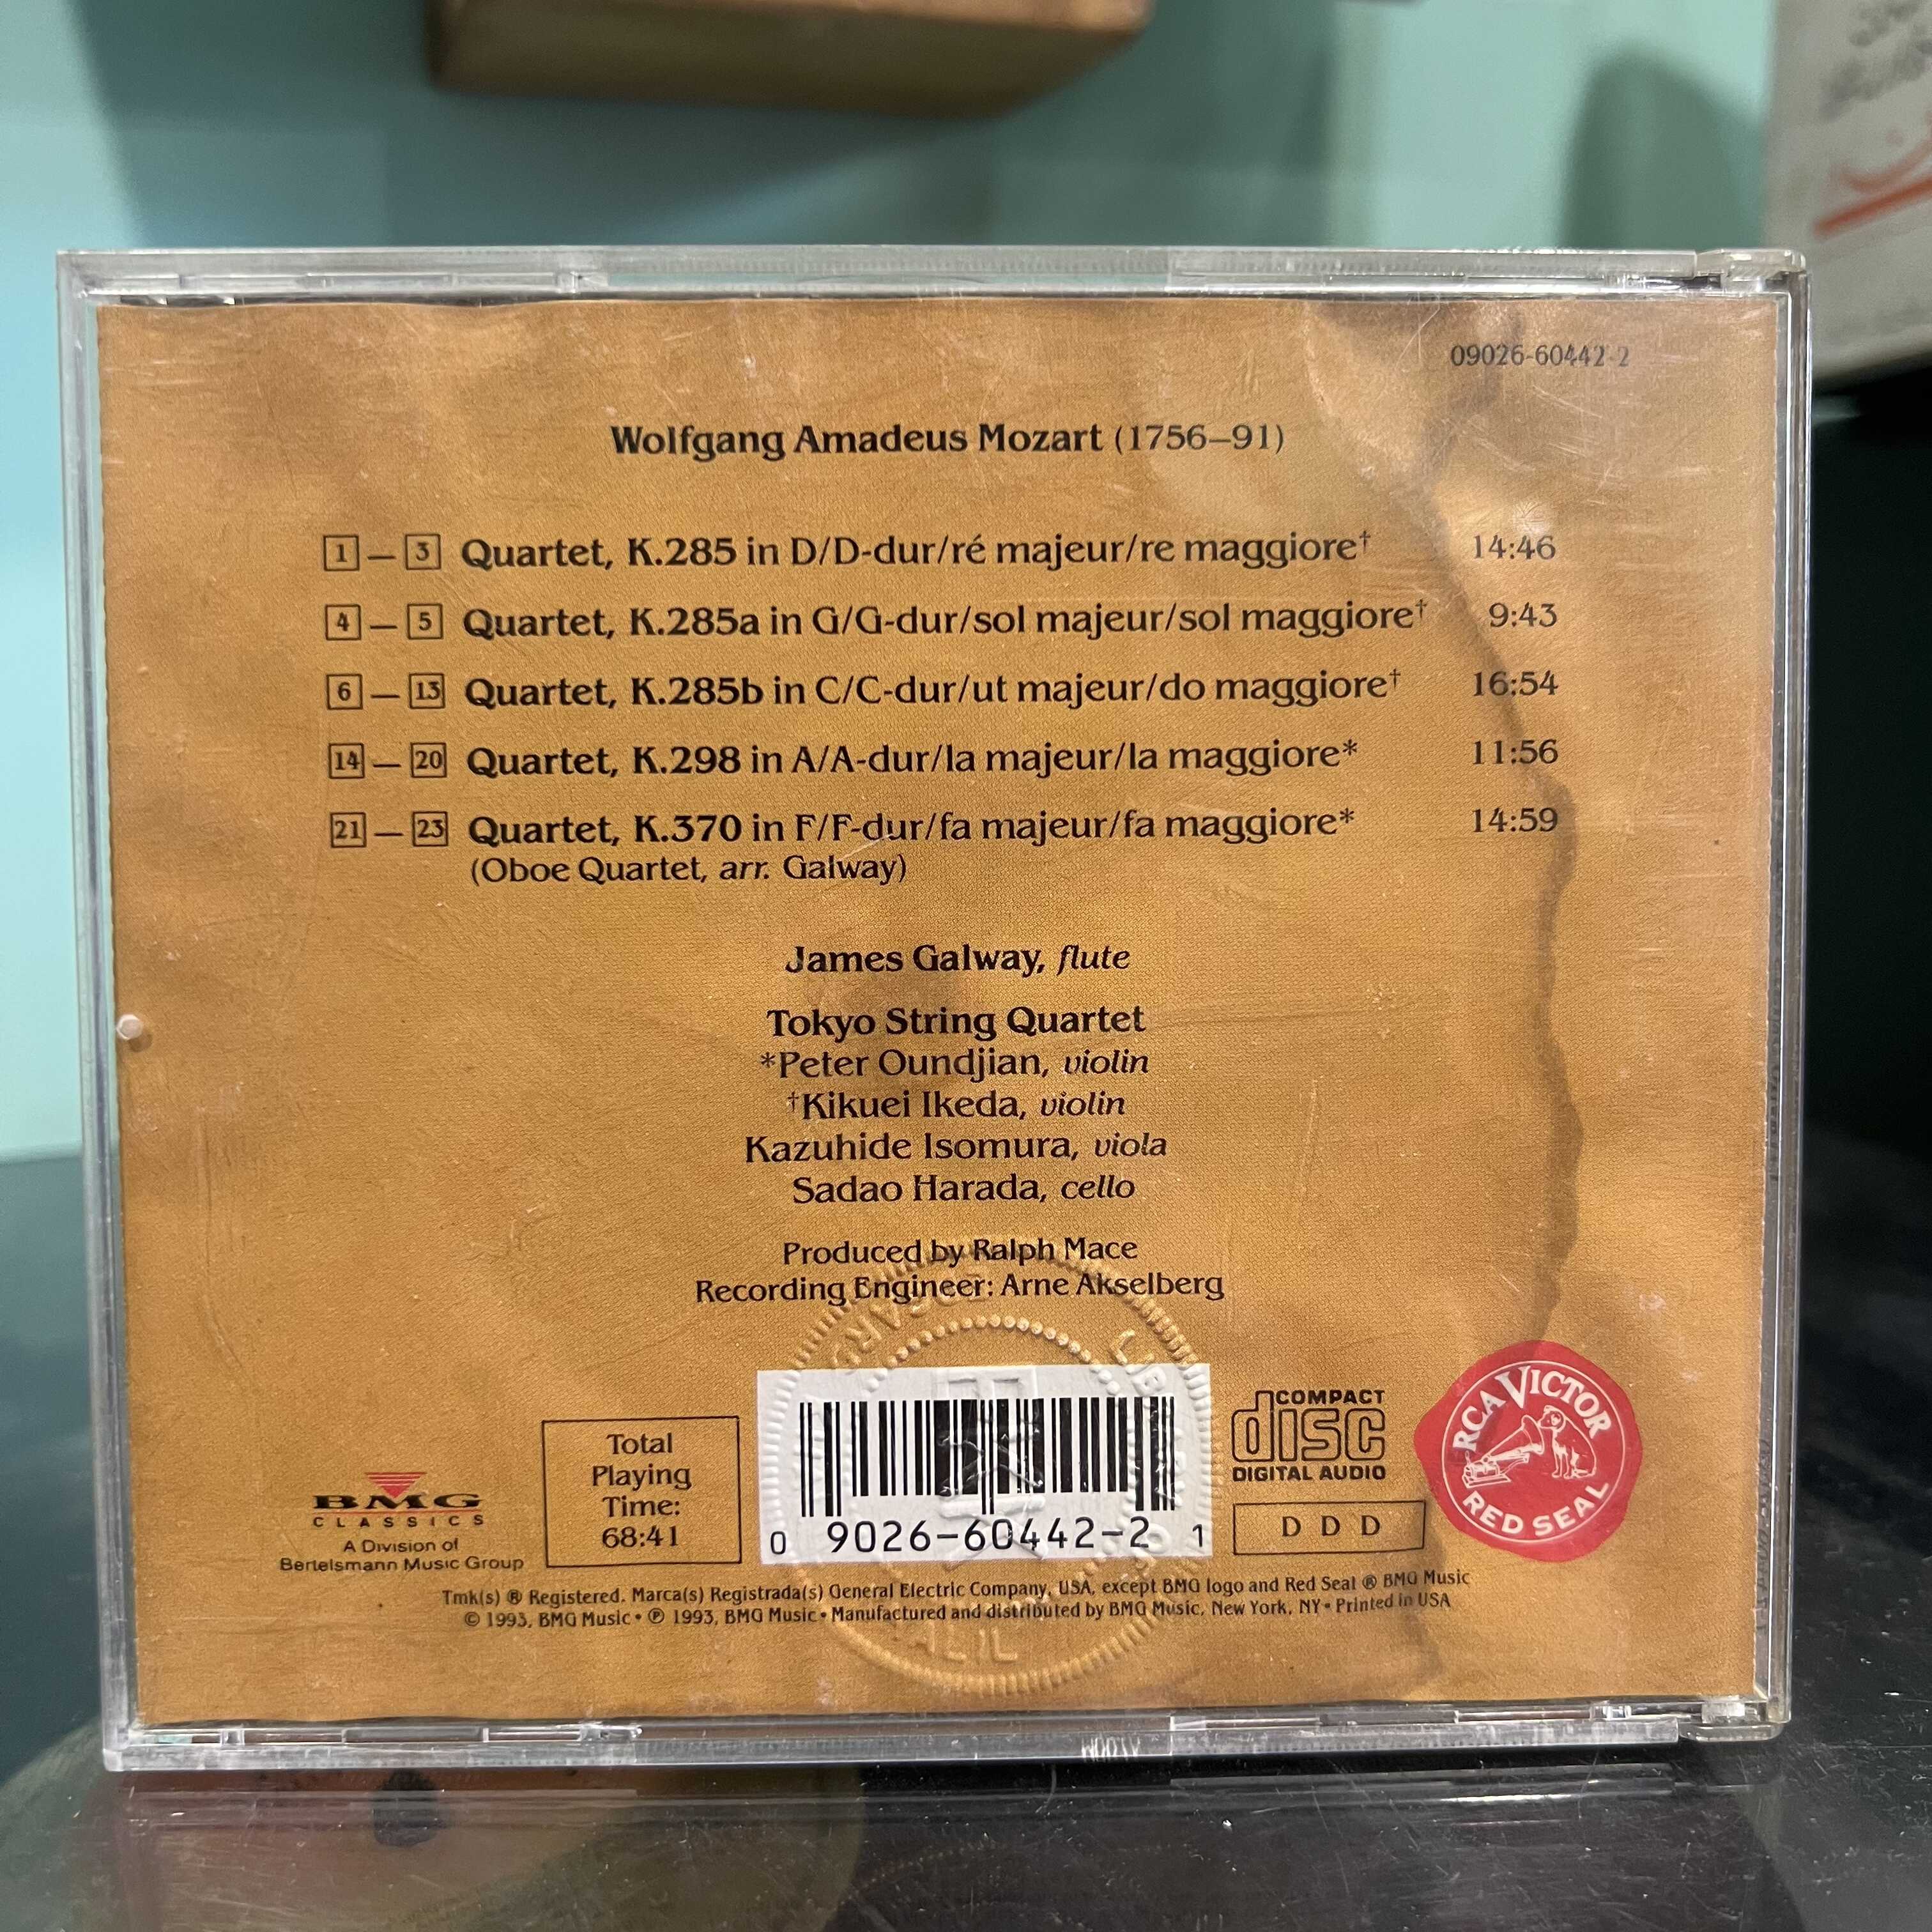 09026-60442-2
Wolfgang Amadeus Mozart (1756–91)
1 – 3 Quartet, K.285 in D/D-dur/ré majeur/re maggiore† 14:46
4 – 5 Quartet, K.285a in G/G-dur/sol majeur/sol maggiore† 9:43
6 – 13 Quartet, K.285b in C/C-dur/ut majeur/do maggiore† 16:54
14 – 20 Quartet, K.298 in A/A-dur/la majeur/la maggiore* 11:56
21 – 23 Quartet, K.370 in F/F-dur/fa majeur/fa maggiore* 14:59
(Oboe Quartet, arr. Galway)
James Galway, flute
Tokyo String Quartet
*Peter Oundjian, violin
†Kikuei Ikeda, violin
Kazuhide Isomura, viola
Sadao Harada, cello
Produced by Ralph Mace
Recording Engineer: Arne Akselberg
BMG
CLASSICS
A Division of
Bertelsmann Music Group
Total
Playing
Time:
68:41
0 9026-60442-2 1
COMPACT
disc
DIGITAL AUDIO
D D D
RCA VICTOR
RED SEAL
Tmk(s) ® Registered. Marca(s) Registrada(s) General Electric Company, USA, except BMG logo and Red Seal ® BMG Music
© 1993, BMG Music • ℗ 1993, BMG Music • Manufactured and distributed by BMG Music, New York, NY • Printed in USA